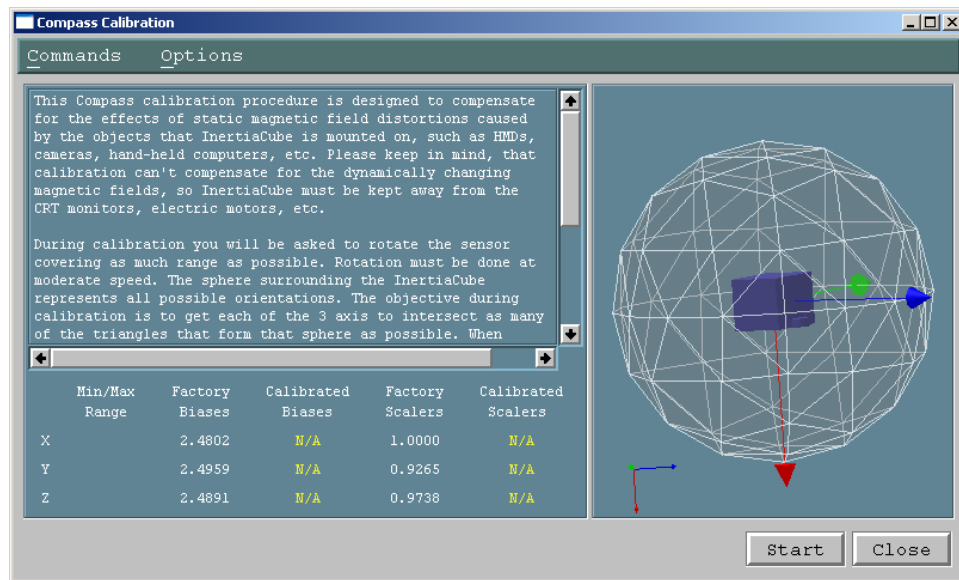 Compass Calibration
Commands Options
This Compass calibration procedure is designed to compensate
for the effects of static magnetic field distortions caused
by the objects that InertiaCube is mounted on, such as HMDs,
cameras, hand-held computers, etc. Please keep in mind, that
calibration can't compensate for the dynamically changing
magnetic fields, so InertiaCube must be kept away from the
CRT monitors, electric motors, etc.
During calibration you will be asked to rotate the sensor
covering as much range as possible. Rotation must be done at
moderate speed. The sphere surrounding the InertiaCube
represents all possible orientations. The objective during
calibration is to get each of the 3 axis to intersect as many
of the triangles that form that sphere as possible. When
Min/Max Factory Calibrated Factory Calibrated
Range Biases Biases Scalers Scalers
X 2.4802 N/A 1.0000 N/A
Y 2.4959 N/A 0.9265 N/A
Z 2.4891 N/A 0.9738 N/A
Start Close